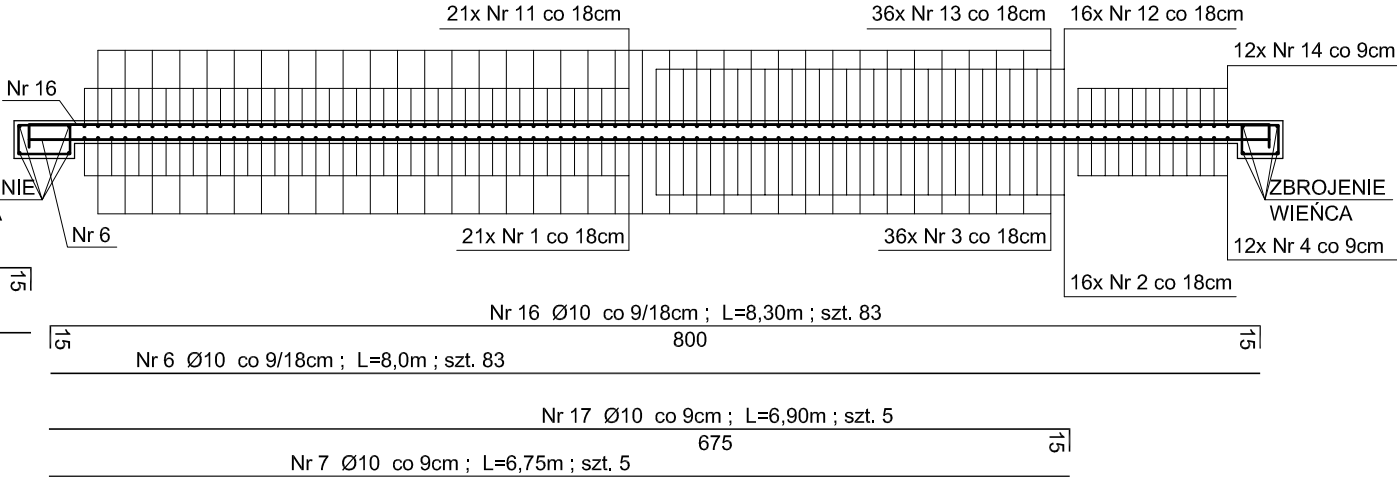 21x Nr 11 co 18cm
36x Nr 13 co 18cm
16x Nr 12 co 18cm
12x Nr 14 co 9cm
Nr 16
NIE
ZBROJENIE
WIEŃCA
Nr 6
21x Nr 1 co 18cm
36x Nr 3 co 18cm
12x Nr 4 co 9cm
15
16x Nr 2 co 18cm
Nr 16 Ø10 co 9/18cm ; L=8,30m ; szt. 83
15
800
15
Nr 6 Ø10 co 9/18cm ; L=8,0m ; szt. 83
Nr 17 Ø10 co 9cm ; L=6,90m ; szt. 5
675
15
Nr 7 Ø10 co 9cm ; L=6,75m ; szt. 5